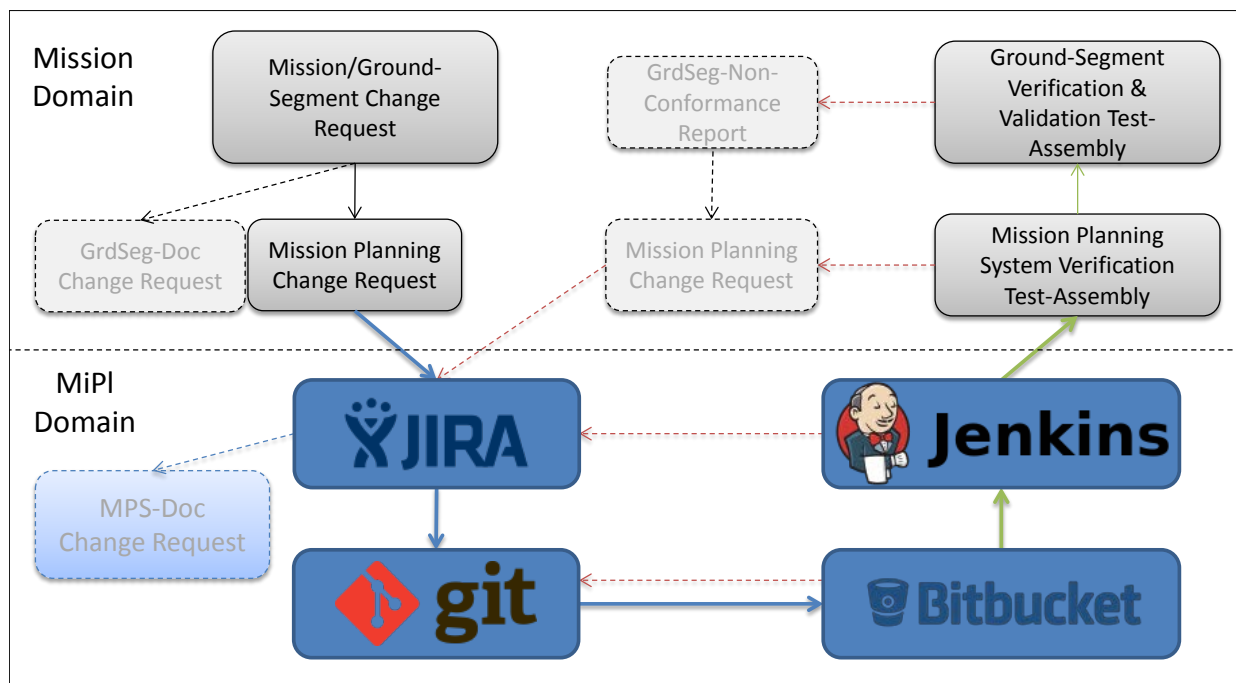 Mission
Domain
Mission/Ground-
Segment Change
Request
GrdSeg-Non-
Conformance
Report
Ground-Segment
Verification &
Validation Test-
Assembly
GrdSeg-Doc
Change Request
Mission Planning
Change Request
Mission Planning
Change Request
Mission Planning
System Verification
Test-Assembly
MiPl
Domain
JIRA
Jenkins
MPS-Doc
Change Request
git
Bitbucket